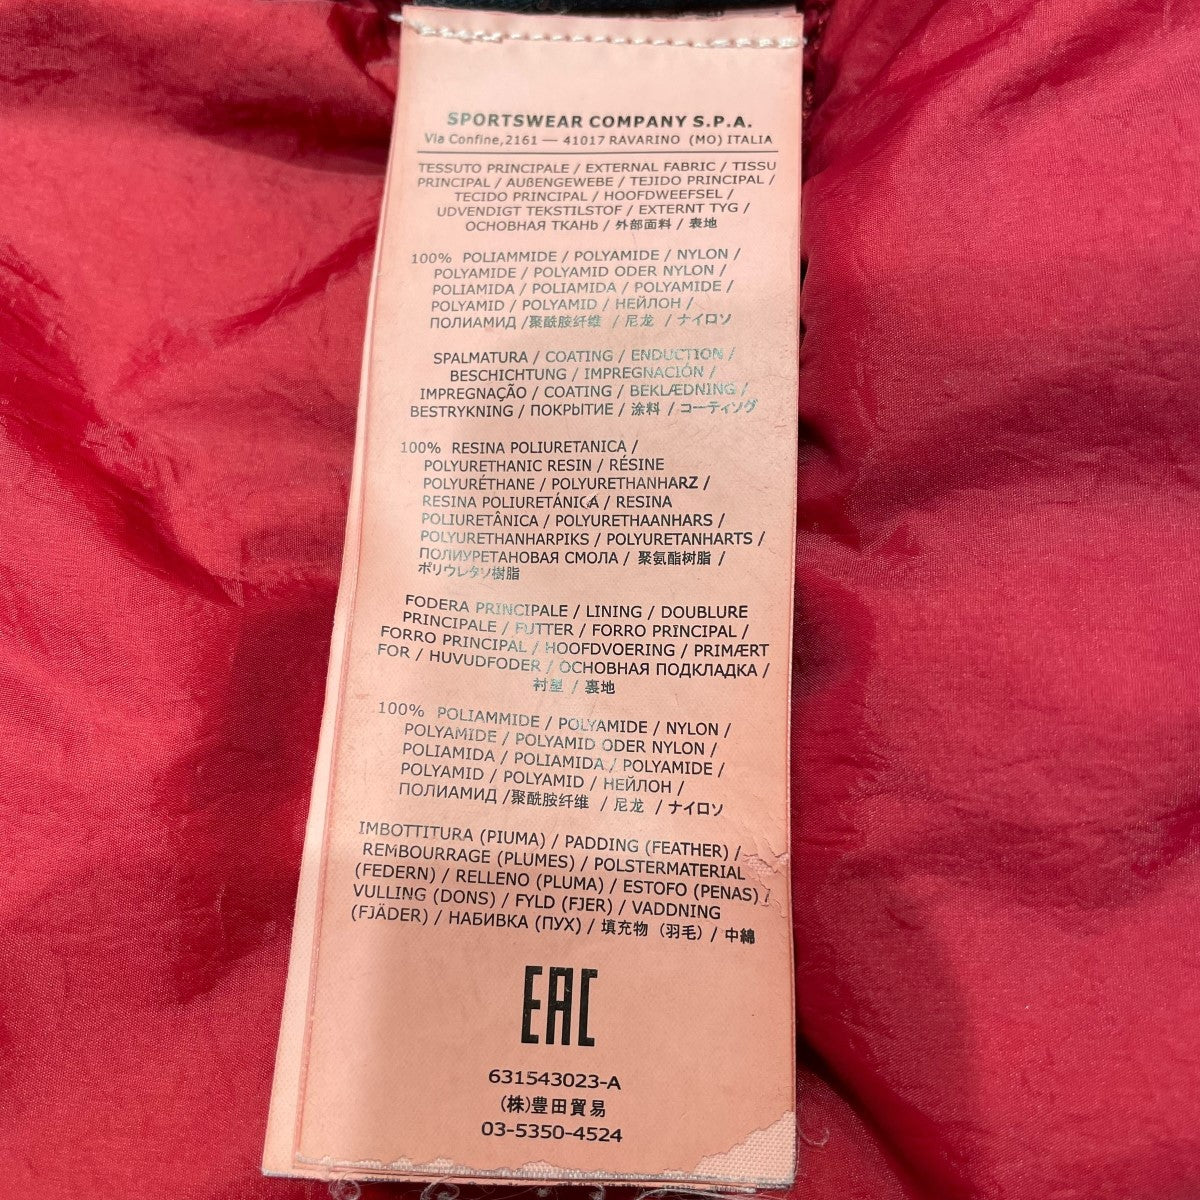 SPORTSWEAR COMPANY S.P.A.
Via Confine,2161 — 41017 RAVARINO (MO) ITALIA
TESSUTO PRINCIPALE / EXTERNAL FABRIC / TISSU
PRINCIPAL / AUßENGEWEBE / TEJIDO PRINCIPAL /
TECIDO PRINCIPAL / HOOFDWEEFSEL /
UDVENDIGT TEKSTILSTOF / EXTERNT TYG /
ОСНОВНАЯ ТКАНЬ / 外部面料 / 表地
100% POLIAMMIDE / POLYAMIDE / NYLON /
POLYAMIDE / POLYAMID ODER NYLON /
POLIAMIDA / POLIAMIDA / POLYAMIDE /
POLYAMID / POLYAMID / НЕЙЛОН /
ПОЛИАМИД /聚酰胺纤维 / 尼龙 / ナイロン
SPALMATURA / COATING / ENDUCTION /
BESCHICHTUNG / IMPREGNACIÓN /
IMPREGNAÇÃO / COATING / BEKLÆDNING /
BESTRYKNING / ПОКРЫТИЕ / 涂料 / コーティング
100% RESINA POLIURETANICA /
POLYURETHANIC RESIN / RÉSINE
POLYURÉTHANE / POLYURETHANHARZ /
RESINA POLIURETÁNICA / RESINA
POLIURETÂNICA / POLYURETHAANHARS /
POLYURETHANHARPIKS / POLYURETANHARTS /
ПОЛИУРЕТАНОВАЯ СМОЛА / 聚氨酯树脂 /
ポリウレタン樹脂
FODERA PRINCIPALE / LINING / DOUBLURE
PRINCIPALE / FUTTER / FORRO PRINCIPAL /
FORRO PRINCIPAL / HOOFDVOERING / PRIMÆRT
FOR / HUVUDFODER / ОСНОВНАЯ ПОДКЛАДКА /
衬里 / 裏地
100% POLIAMMIDE / POLYAMIDE / NYLON /
POLYAMIDE / POLYAMID ODER NYLON /
POLIAMIDA / POLIAMIDA / POLYAMIDE /
POLYAMID / POLYAMID / НЕЙЛОН /
ПОЛИАМИД /聚酰胺纤维 / 尼龙 / ナイロン
IMBOTTITURA (PIUMA) / PADDING (FEATHER) /
REMBOURRAGE (PLUMES) / POLSTERMATERIAL
(FEDERN) / RELLENO (PLUMA) / ESTOFO (PENAS) /
VULLING (DONS) / FYLD (FJER) / VADDNING
(FJÄDER) / НАБИВКА (ПУХ) / 填充物 (羽毛) / 中綿
EAC
631543023-A
(株)豊田貿易
03-5350-4524